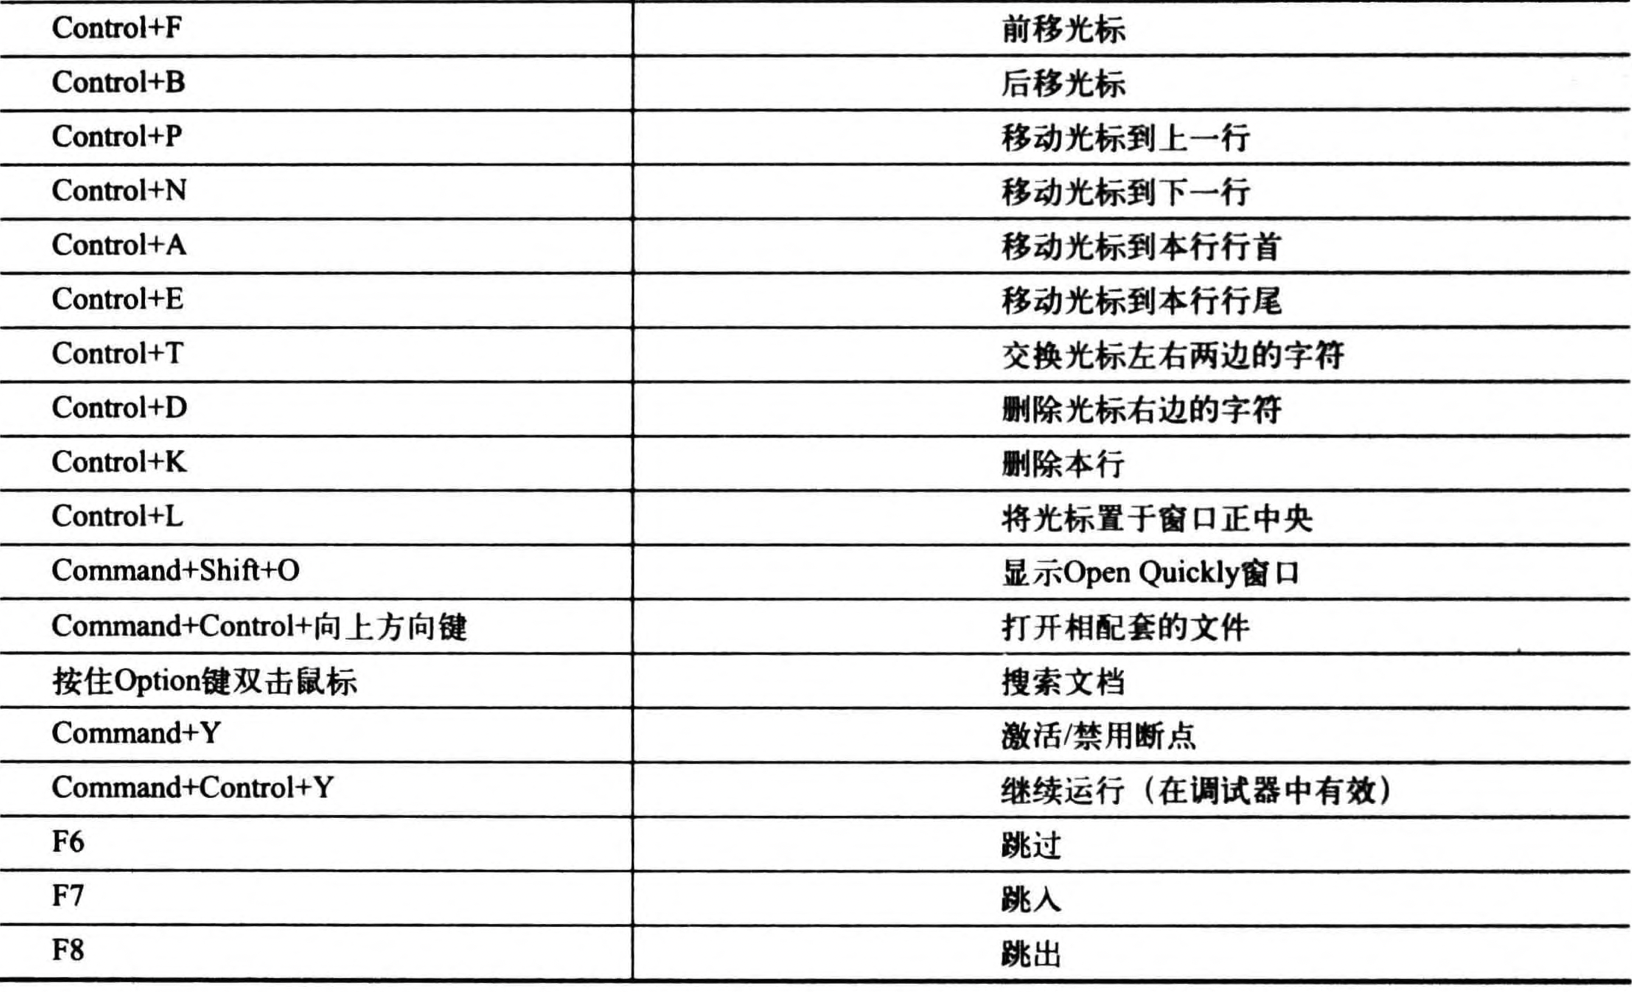 Control+F 前移光标
Control+B 后移光标
Control+P 移动光标到上一行
Control+N 移动光标到下一行
Control+A 移动光标到本行行首
Control+E 移动光标到本行行尾
Control+T 交换光标左右两边的字符
Control+D 删除光标右边的字符
Control+K 删除本行
Control+L 将光标置于窗口正中央
Command+Shift+O 显示Open Quickly窗口
Command+Control+向上方向键 打开相配套的文件
按住Option键双击鼠标 搜索文档
Command+Y 激活/禁用断点
Command+Control+Y 继续运行（在调试器中有效）
F6 跳过
F7 跳入
F8 跳出